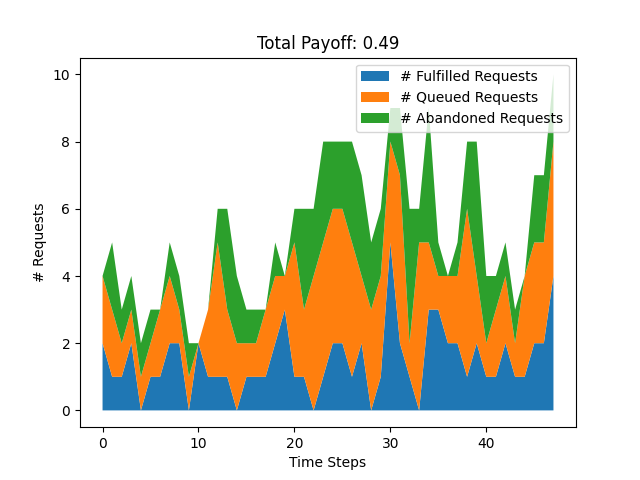 Total Payoff: 0.49
# Fulfilled Requests
# Queued Requests
# Abandoned Requests
# Requests
10
8
6
4
2
0
0 10 20 30 40
Time Steps